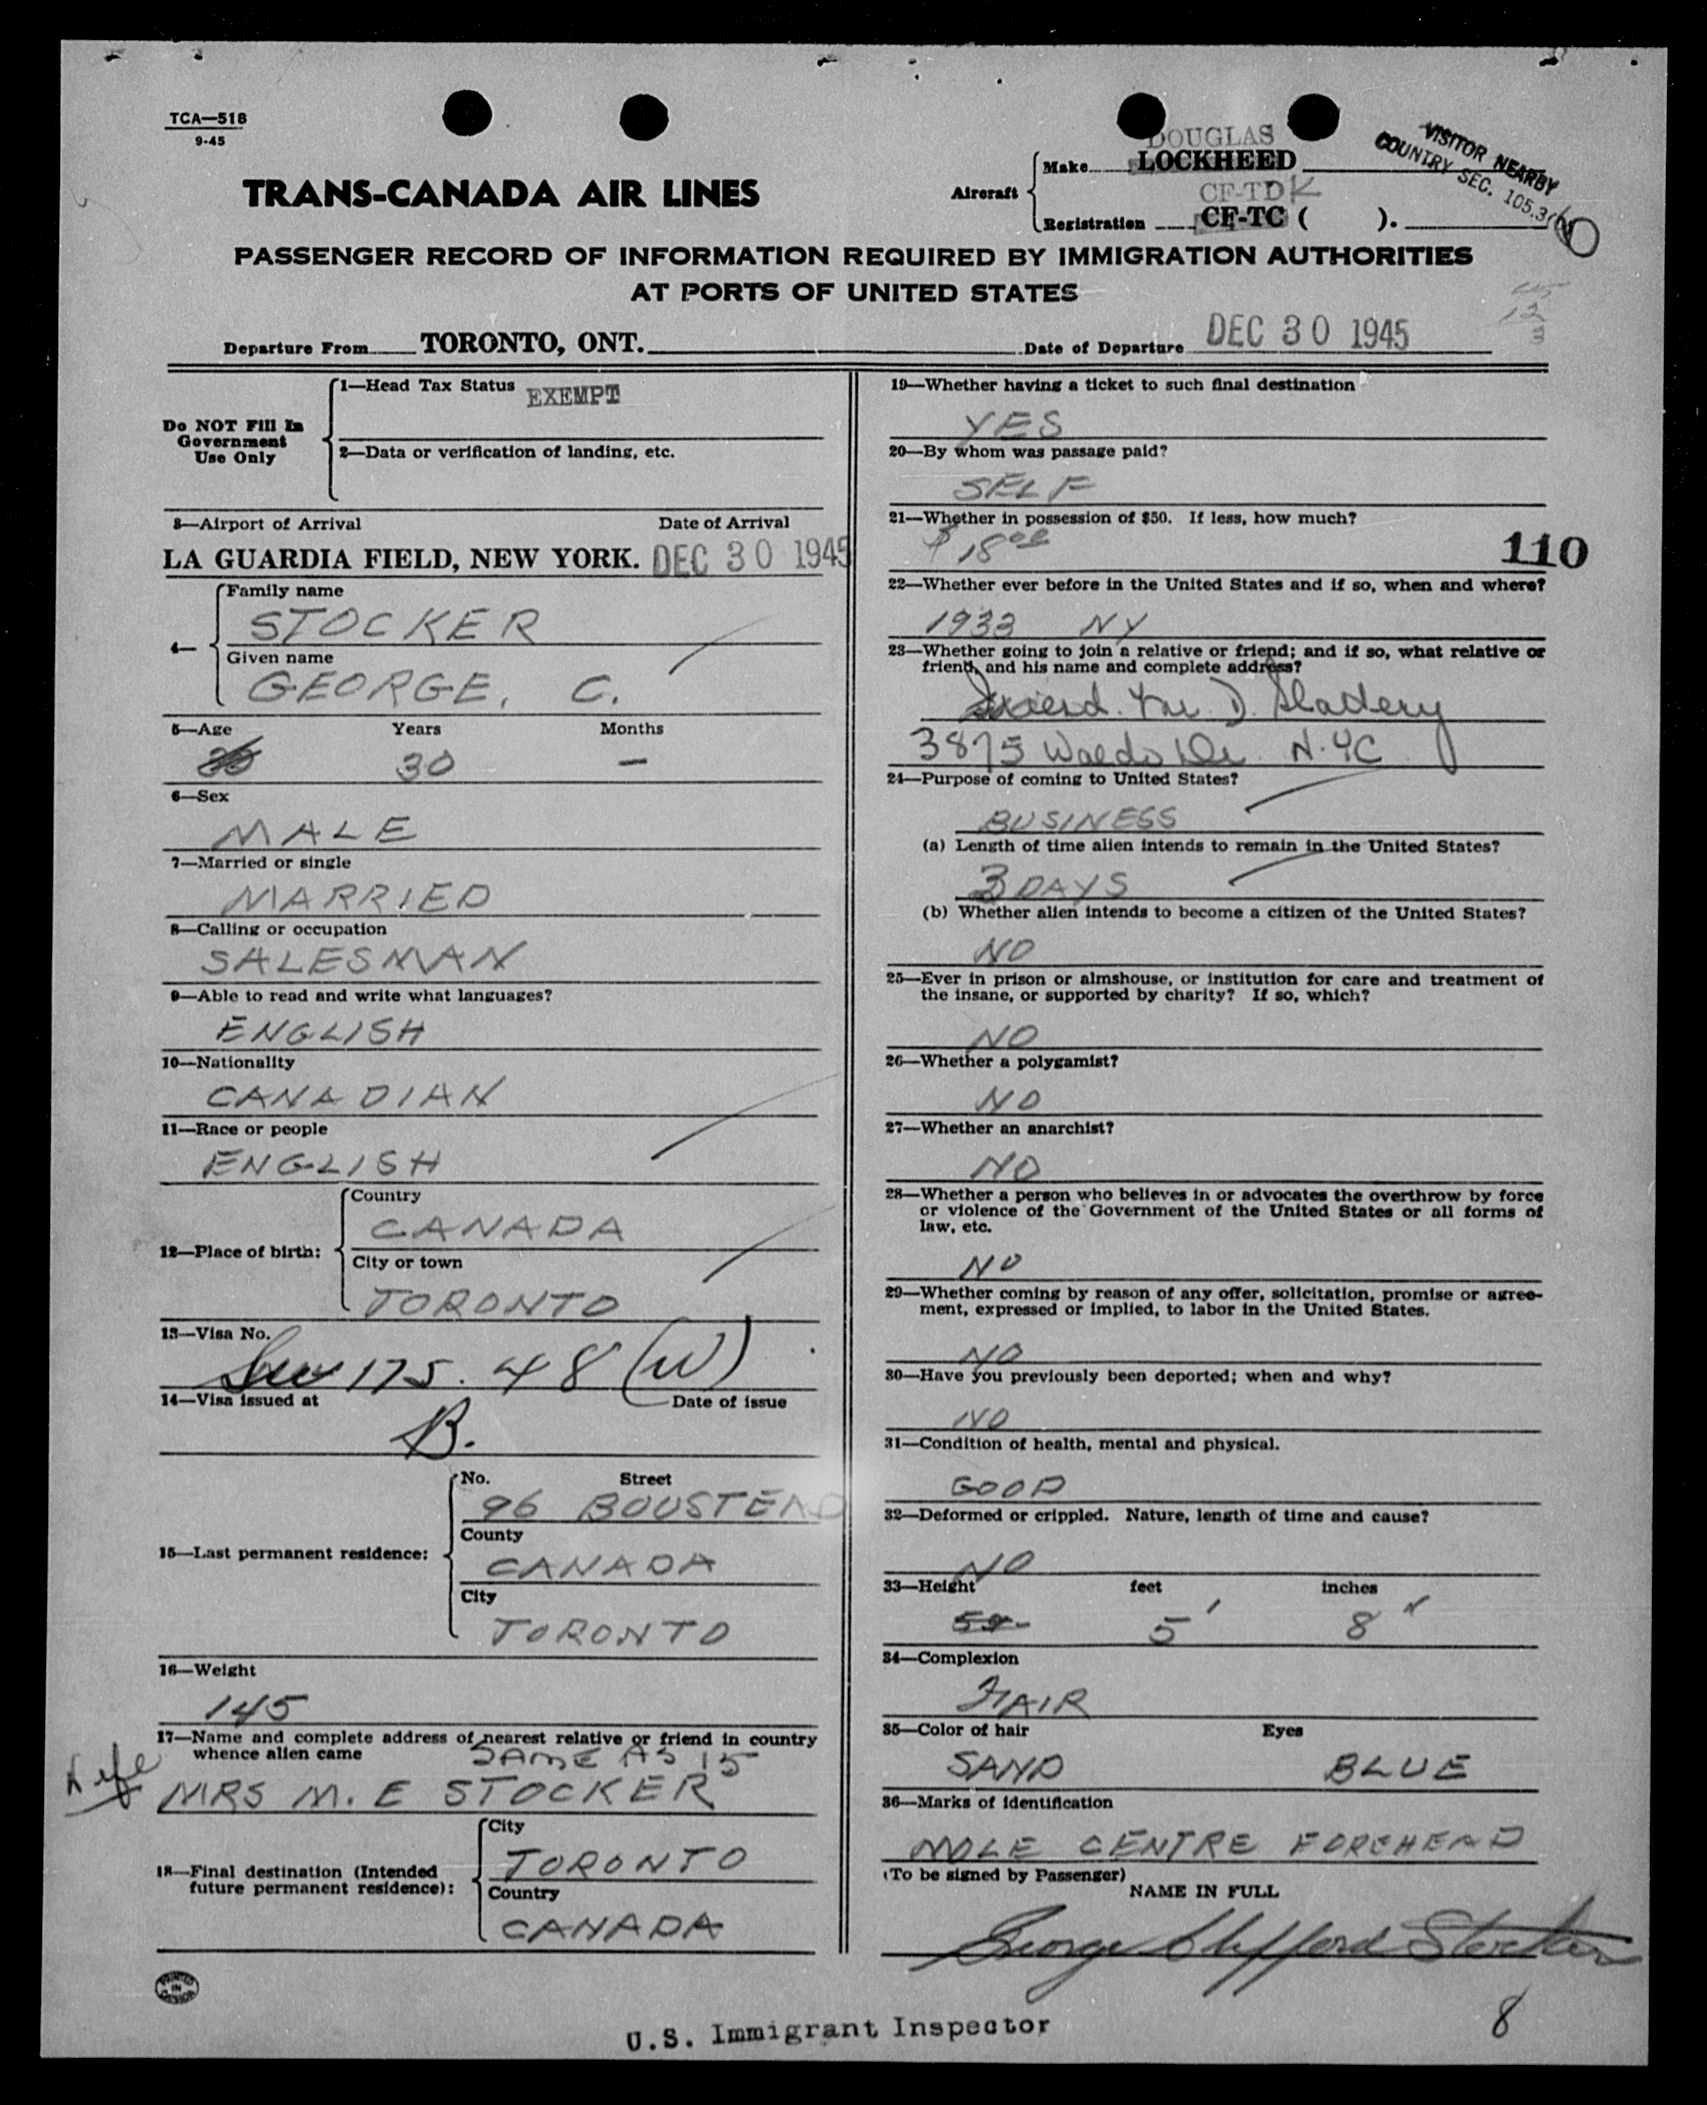 TCA—518
9-45
TRANS-CANADA AIR LINES
DOUGLAS
Aircraft
Make LOCKHEED
CF-TDK
Registration CF-TC ( ).
VISITOR NEARBY
COUNTRY SEC. 105.3
PASSENGER RECORD OF INFORMATION REQUIRED BY IMMIGRATION AUTHORITIES
AT PORTS OF UNITED STATES
Departure From TORONTO, ONT. Date of Departure DEC 30 1945
Do NOT Fill In
Government
Use Only
1—Head Tax Status EXEMPT
2—Data or verification of landing, etc.
3—Airport of Arrival Date of Arrival
LA GUARDIA FIELD, NEW YORK. DEC 30 1945
4—
Family name
STOCKER
Given name
GEORGE, C.
5—Age Years Months
30 —
6—Sex
MALE
7—Married or single
MARRIED
8—Calling or occupation
SALESMAN
9—Able to read and write what languages?
ENGLISH
10—Nationality
CANADIAN
11—Race or people
ENGLISH
12—Place of birth:
Country
CANADA
City or town
TORONTO
13—Visa No.
Sec 175.48 (W)
14—Visa issued at Date of issue
B.
15—Last permanent residence:
No. Street
96 BOUSTEAD
County
CANADA
City
TORONTO
16—Weight
145
17—Name and complete address of nearest relative or friend in country
whence alien came SAME AS 15
Wife MRS M. E STOCKER
18—Final destination (Intended
future permanent residence):
City
TORONTO
Country
CANADA
19—Whether having a ticket to such final destination
YES
20—By whom was passage paid?
SELF
21—Whether in possession of $50. If less, how much?
$18.00
110
22—Whether ever before in the United States and if so, when and where?
1933 NY
23—Whether going to join a relative or friend; and if so, what relative or
friend, and his name and complete address?
Friend. Mr. D. Slattery
3875 Waldo N.Y.C
24—Purpose of coming to United States?
BUSINESS
(a) Length of time alien intends to remain in the United States?
3 DAYS
(b) Whether alien intends to become a citizen of the United States?
NO
25—Ever in prison or almshouse, or institution for care and treatment of
the insane, or supported by charity? If so, which?
NO
26—Whether a polygamist?
NO
27—Whether an anarchist?
NO
28—Whether a person who believes in or advocates the overthrow by force
or violence of the Government of the United States or all forms of
law, etc.
NO
29—Whether coming by reason of any offer, solicitation, promise or agree-
ment, expressed or implied, to labor in the United States.
NO
30—Have you previously been deported; when and why?
NO
31—Condition of health, mental and physical.
GOOD
32—Deformed or crippled. Nature, length of time and cause?
NO
33—Height feet inches
5' 8"
34—Complexion
FAIR
35—Color of hair Eyes
SAND BLUE
36—Marks of identification
MOLE CENTRE FOREHEAD
(To be signed by Passenger)
NAME IN FULL
George Clifford Stocker
PRINTED IN CANADA
U.S. Immigrant Inspector
8